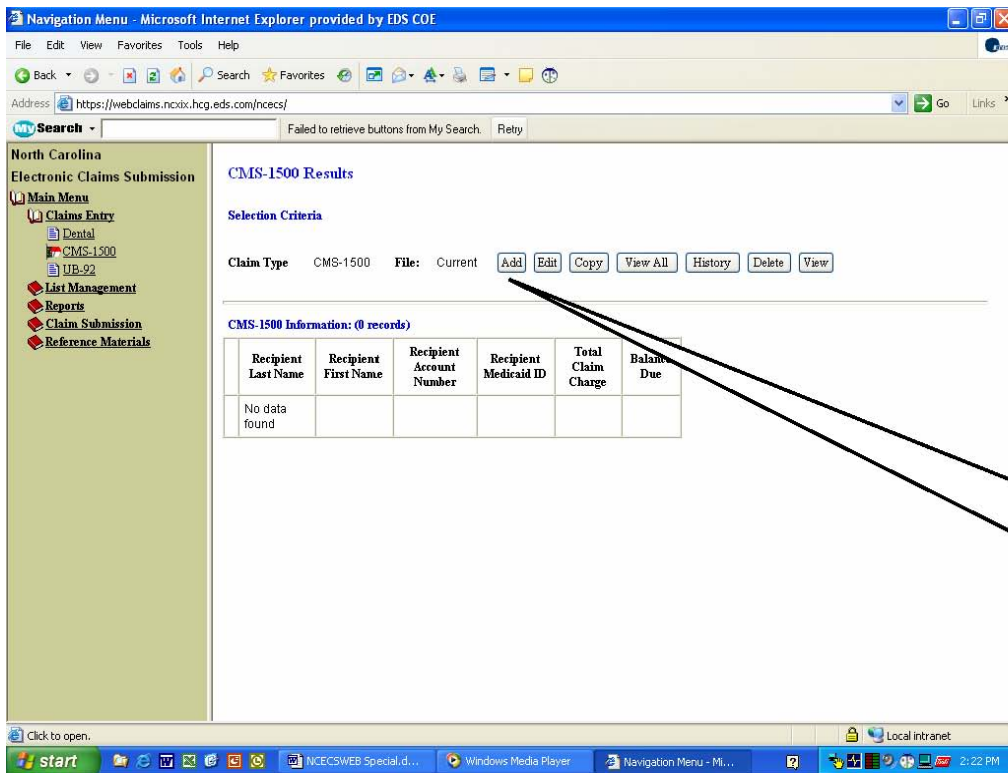 Navigation Menu - Microsoft Internet Explorer provided by EDS COE
File Edit View Favorites Tools Help
Back Search Favorites
Address https://webclaims.ncxix.hcg.eds.com/ncecs/ Go Links
My Search Failed to retrieve buttons from My Search. Retry
North Carolina
Electronic Claims Submission
Main Menu
Claims Entry
Dental
CMS-1500
UB-92
List Management
Reports
Claim Submission
Reference Materials
CMS-1500 Results
Selection Criteria
Claim Type CMS-1500 File: Current Add Edit Copy View All History Delete View
CMS-1500 Information: (0 records)
Recipient Last Name Recipient First Name Recipient Account Number Recipient Medicaid ID Total Claim Charge Balance Due
No data found
Click to open. Local intranet
start NCECSWEB Special.d... Windows Media Player Navigation Menu - Mi... 2:22 PM